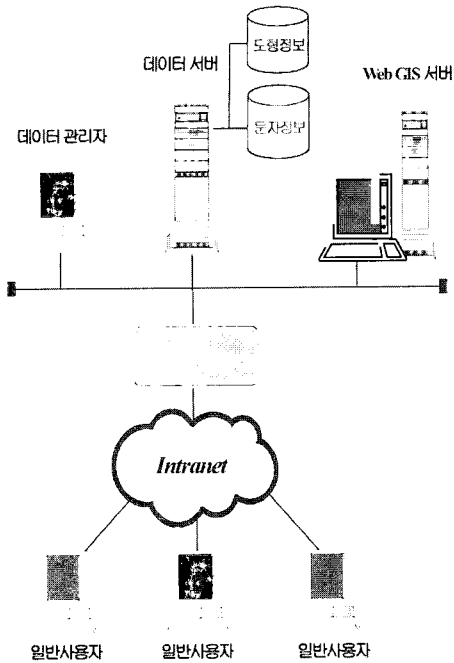 도형정보
데이터 서버
Web GIS 서버
문자정보
데이터 관리자
Intranet
일반사용자
일반사용자
일반사용자